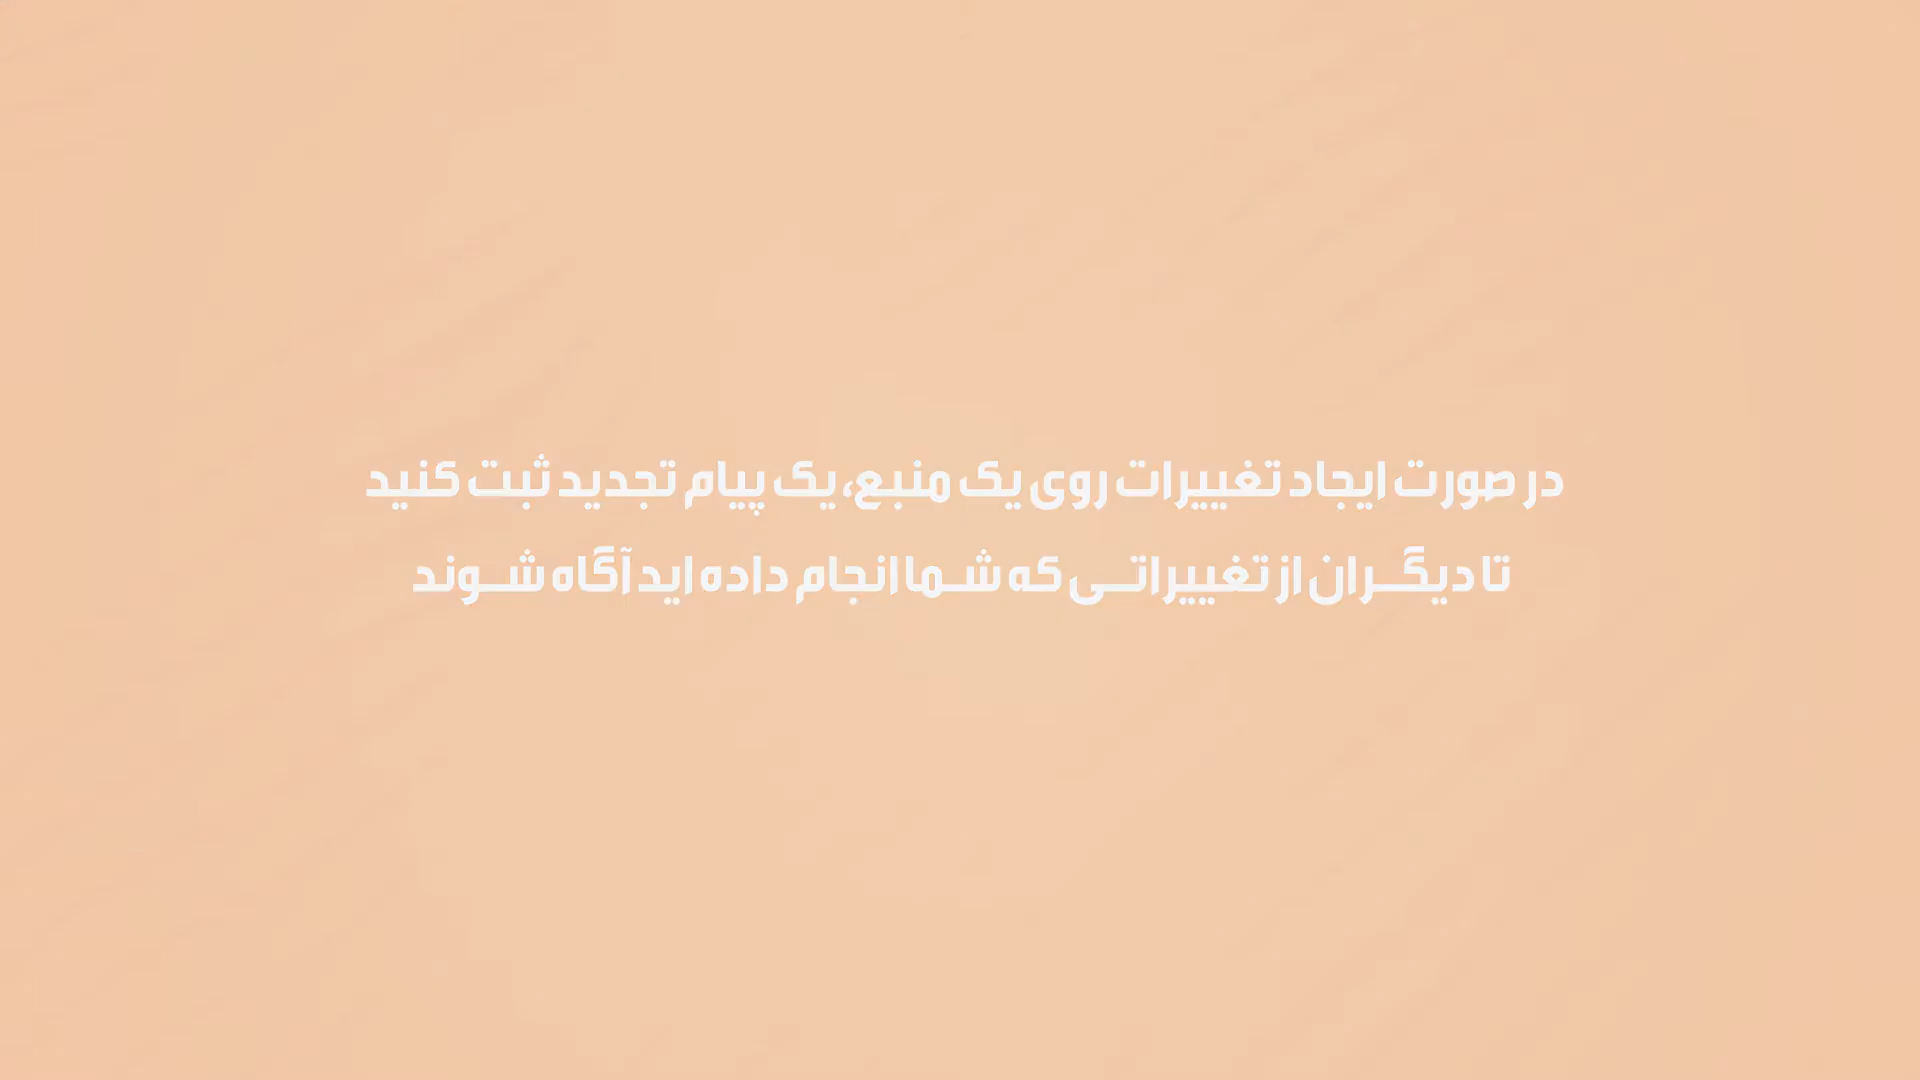 در صورت ایجاد تغییرات روی یک منبع، یک پیام تجدید ثبت کنید
تا دیگران از تغییراتی که شما انجام داده اید آگاه شوند